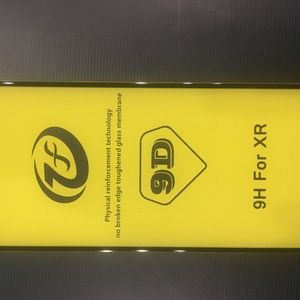 Physical reinforcement technology
no broken edge toughened glass membrane
9D
9H For XR